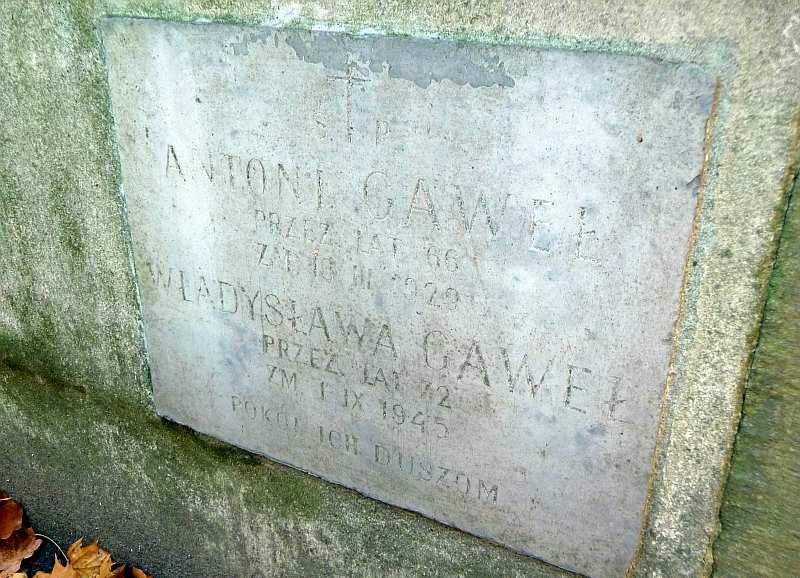 Ś P
ANTONI GAWEŁ
PRZEŻ. LAT 66
ZM. 10 III 1929
WŁADYSŁAWA GAWEŁ
PRZEŻ. LAT 72
ZM. 1 IX 1945
POKÓJ ICH DUSZOM